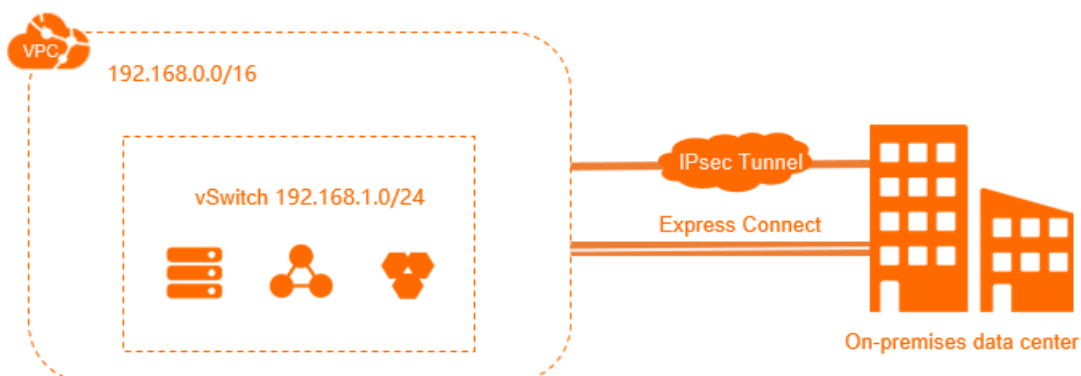 VPC
192.168.0.0/16
IPsec Tunnel
vSwitch 192.168.1.0/24
Express Connect
On-premises data center